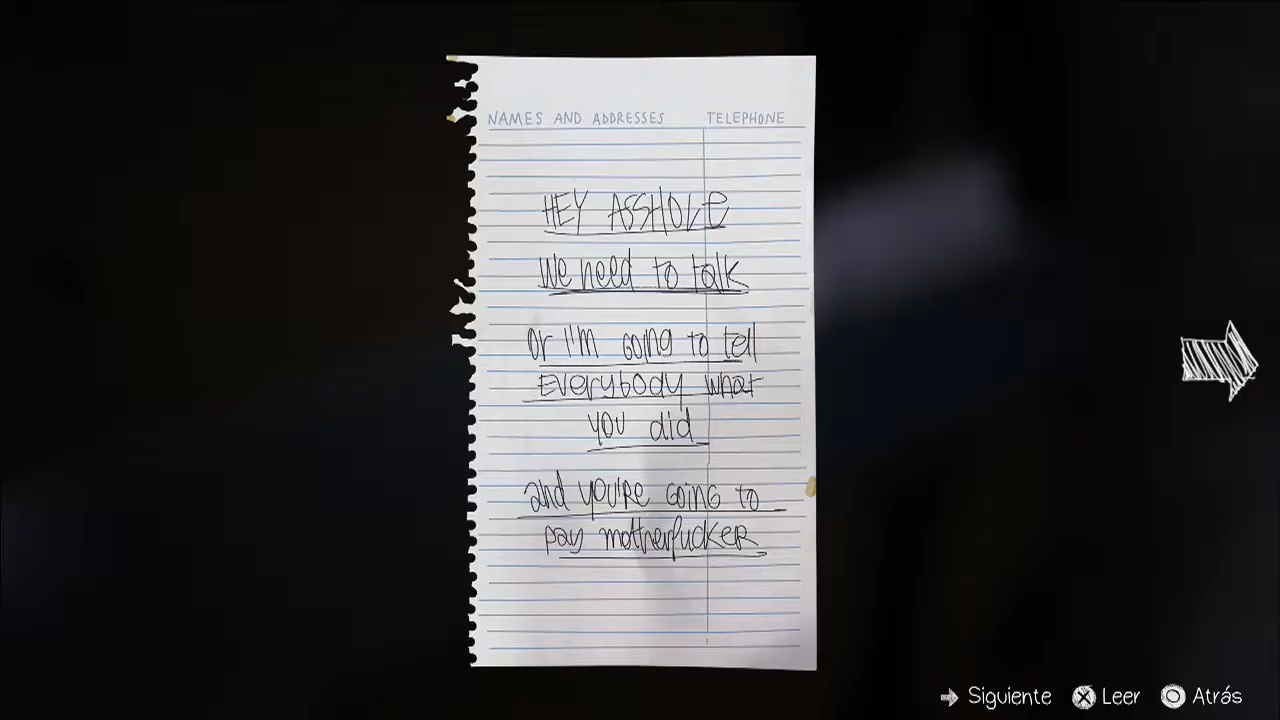 NAMES AND ADDRESSES TELEPHONE
HEY ASSHOLE
We need to talk
Or I'm going to tell
Everybody what
you did
and you're going to
pay motherfucker
Siguiente Leer Atrás